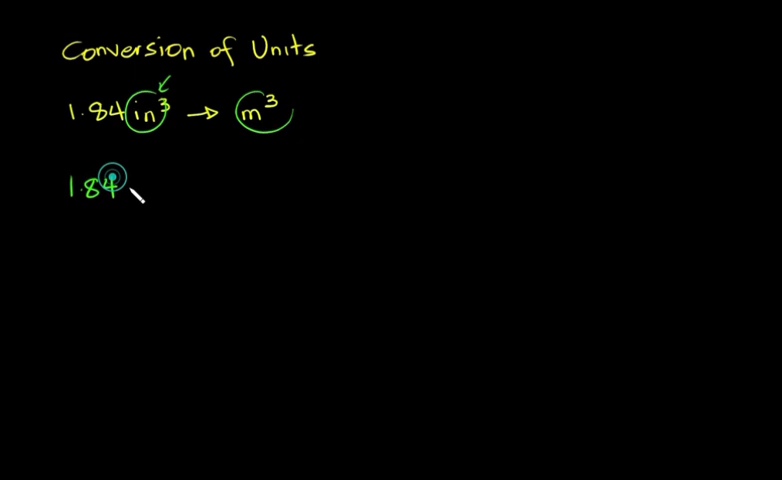 Conversion of Units
1.84 in³ → m³
1.84